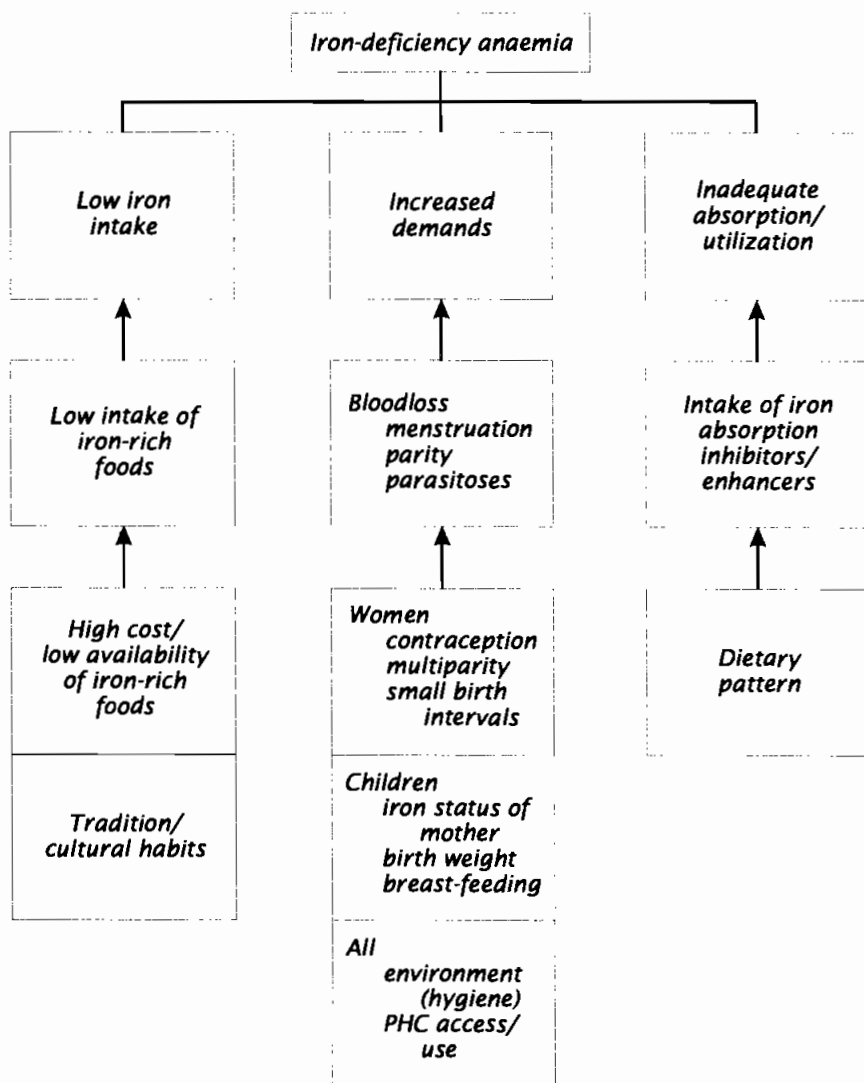 Iron-deficiency anaemia
Low iron
intake
Increased
demands
Inadequate
absorption/
utilization
Low intake of
iron-rich
foods
Bloodloss
menstruation
parity
parasitoses
Intake of iron
absorption
inhibitors/
enhancers
High cost/
low availability
of iron-rich
foods
Tradition/
cultural habits
Women
contraception
multiparity
small birth
intervals
Children
iron status of
mother
birth weight
breast-feeding
All
environment
(hygiene)
PHC access/
use
Dietary
pattern